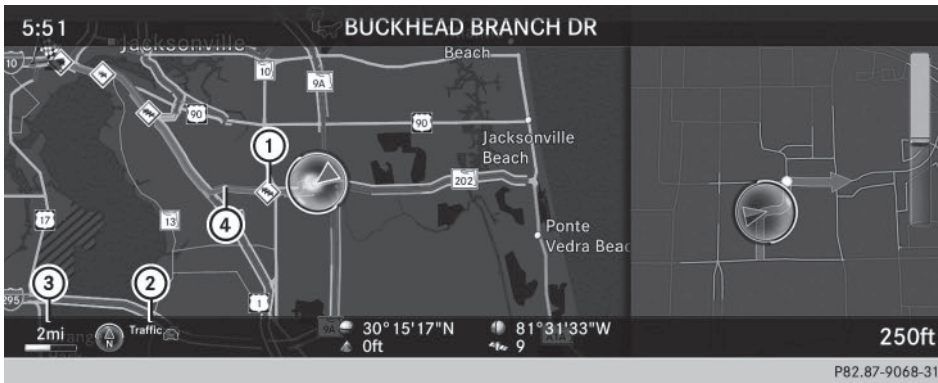 5:51
BUCKHEAD BRANCH DR
Jacksonville
Beach
10
10
9A
90
90
Jacksonville
Beach
1
202
4
17
13
Ponte
Vedra Beac
3
2
295
1
2mi
N
Traffic
9A
30°15'17"N
81°31'33"W
0ft
9
A1A
250ft
P82.87-9068-31